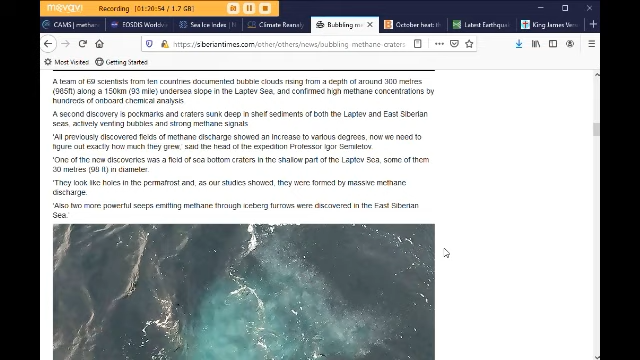 movavi
Recording (01:20:54 / 1.7 GB)
CAMS | methane
EOSDIS Worldvi
Sea Ice Index |
Climate Reanaly
Bubbling me
October heat: th
Latest Earthqua
King James Vers
https://siberiantimes.com/other/others/news/bubbling-methane-craters
Most Visited
Getting Started
A team of 69 scientists from ten countries documented bubble clouds rising from a depth of around 300 metres
(985ft) along a 150km (93 mile) undersea slope in the Laptev Sea, and confirmed high methane concentrations by
hundreds of onboard chemical analysis
A second discovery is pockmarks and craters sunk deep in shelf sediments of both the Laptev and East Siberian
seas, actively venting bubbles and strong methane signals
'All previously discovered fields of methane discharge showed an increase to various degrees, now we need to
figure out exactly how much they grew,' said the head of the expedition Professor Igor Semiletov.
'One of the new discoveries was a field of sea bottom craters in the shallow part of the Laptev Sea, some of them
30 metres (98 ft) in diameter.
'They look like holes in the permafrost and, as our studies showed, they were formed by massive methane
discharge.
'Also two more powerful seeps emitting methane through iceberg furrows were discovered in the East Siberian
Sea.'